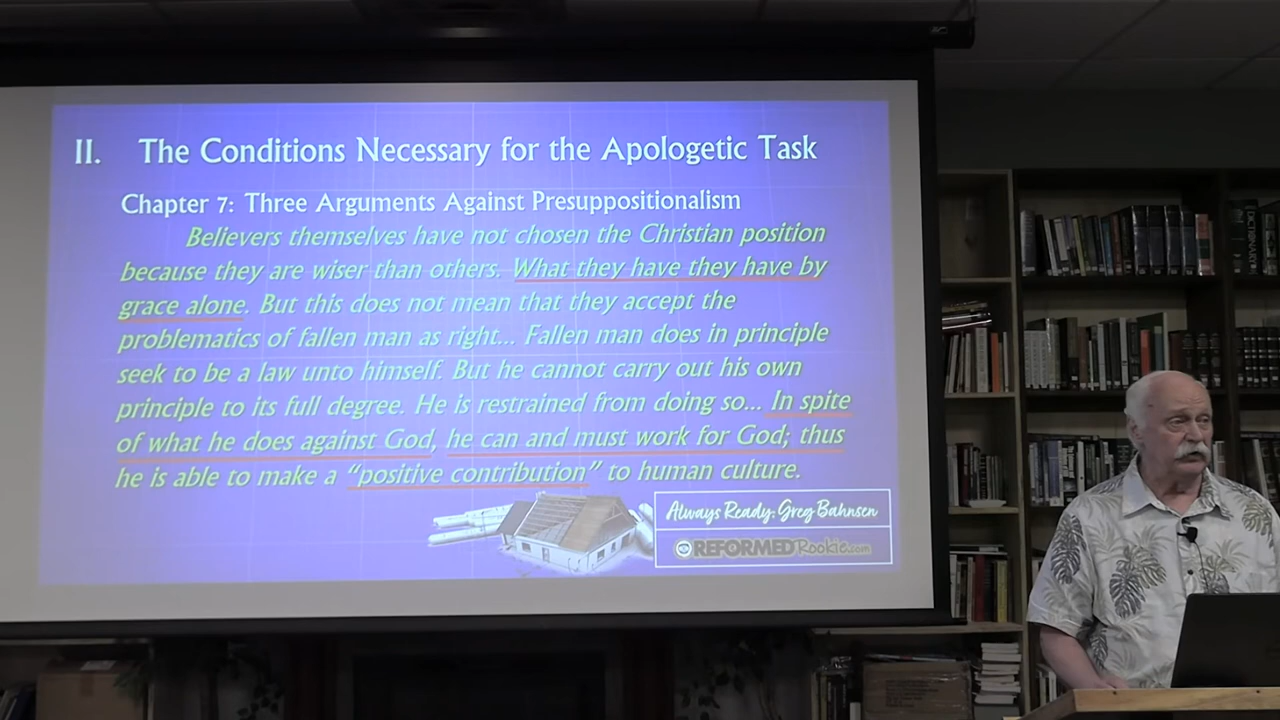 II. The Conditions Necessary for the Apologetic Task
Chapter 7: Three Arguments Against Presuppositionalism
Believers themselves have not chosen the Christian position
because they are wiser than others. What they have they have by
grace alone. But this does not mean that they accept the
problematics of fallen man as right... Fallen man does in principle
seek to be a law unto himself. But he cannot carry out his own
principle to its full degree. He is restrained from doing so... In spite
of what he does against God, he can and must work for God; thus
he is able to make a “positive contribution” to human culture.
Always Ready: Greg Bahnsen
REFORMEDRookie.com
DICTIONARY